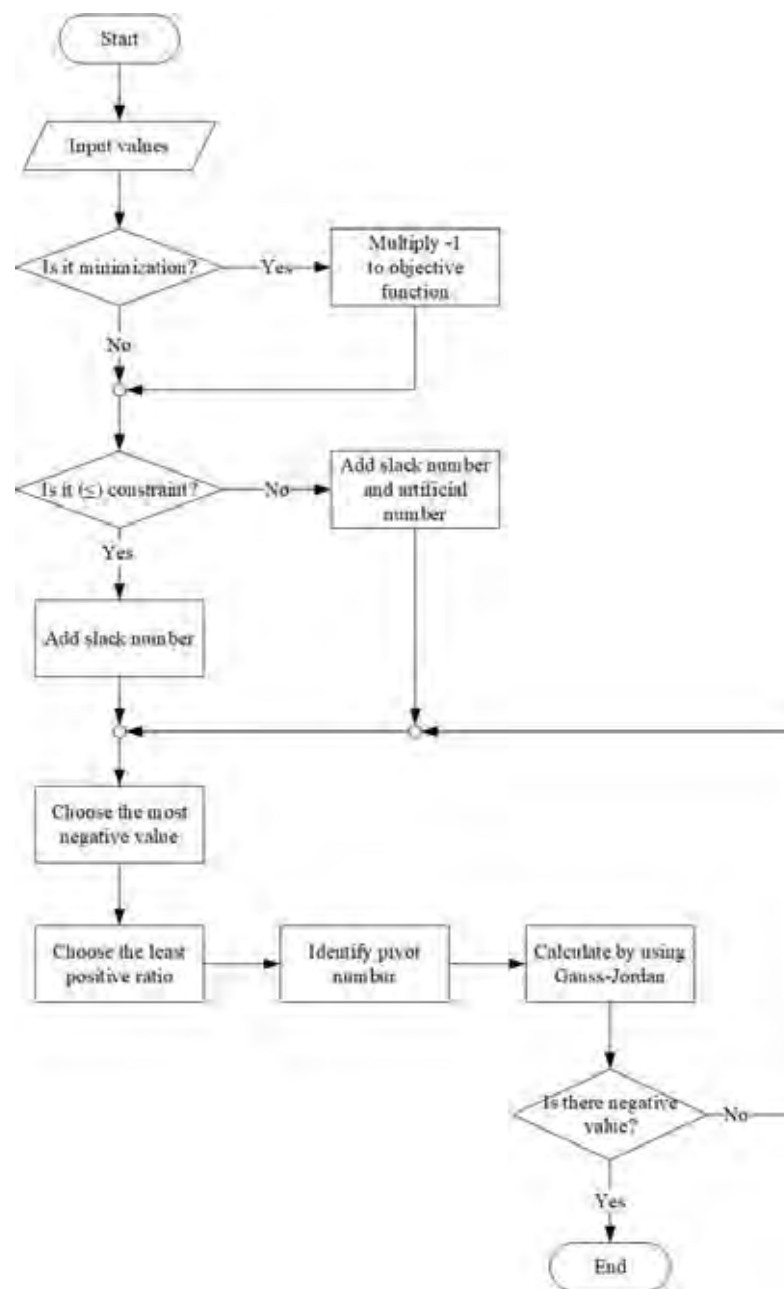 Start
Input values
Is it minimization?
Yes
Multiply -1
to objective
function
No
Is it (≤) constraint?
No
Add slack number
and artificial
number
Yes
Add slack number
Choose the most
negative value
Choose the least
positive ratio
Identify pivot
number
Calculate by using
Gauss-Jordan
Is there negative
value?
No
Yes
End